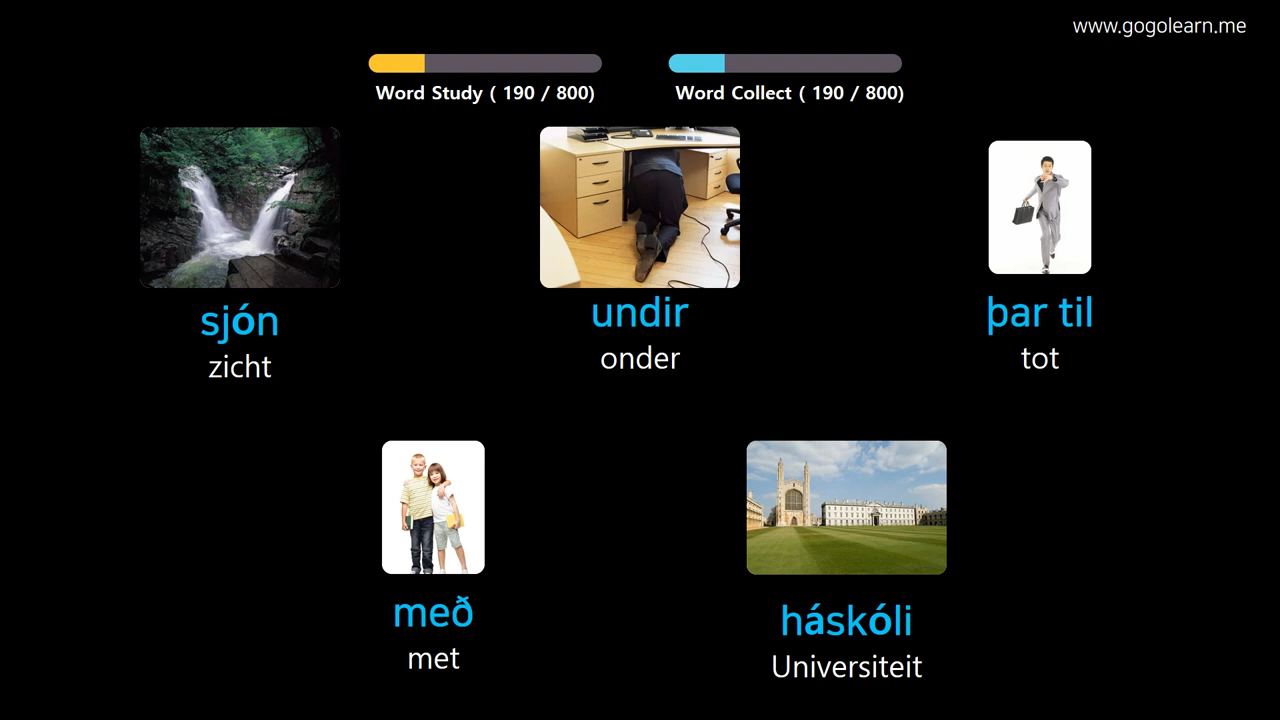 www.gogolearn.me
Word Study ( 190 / 800)
Word Collect ( 190 / 800)
sjón
zicht
undir
onder
þar til
tot
með
met
háskóli
Universiteit